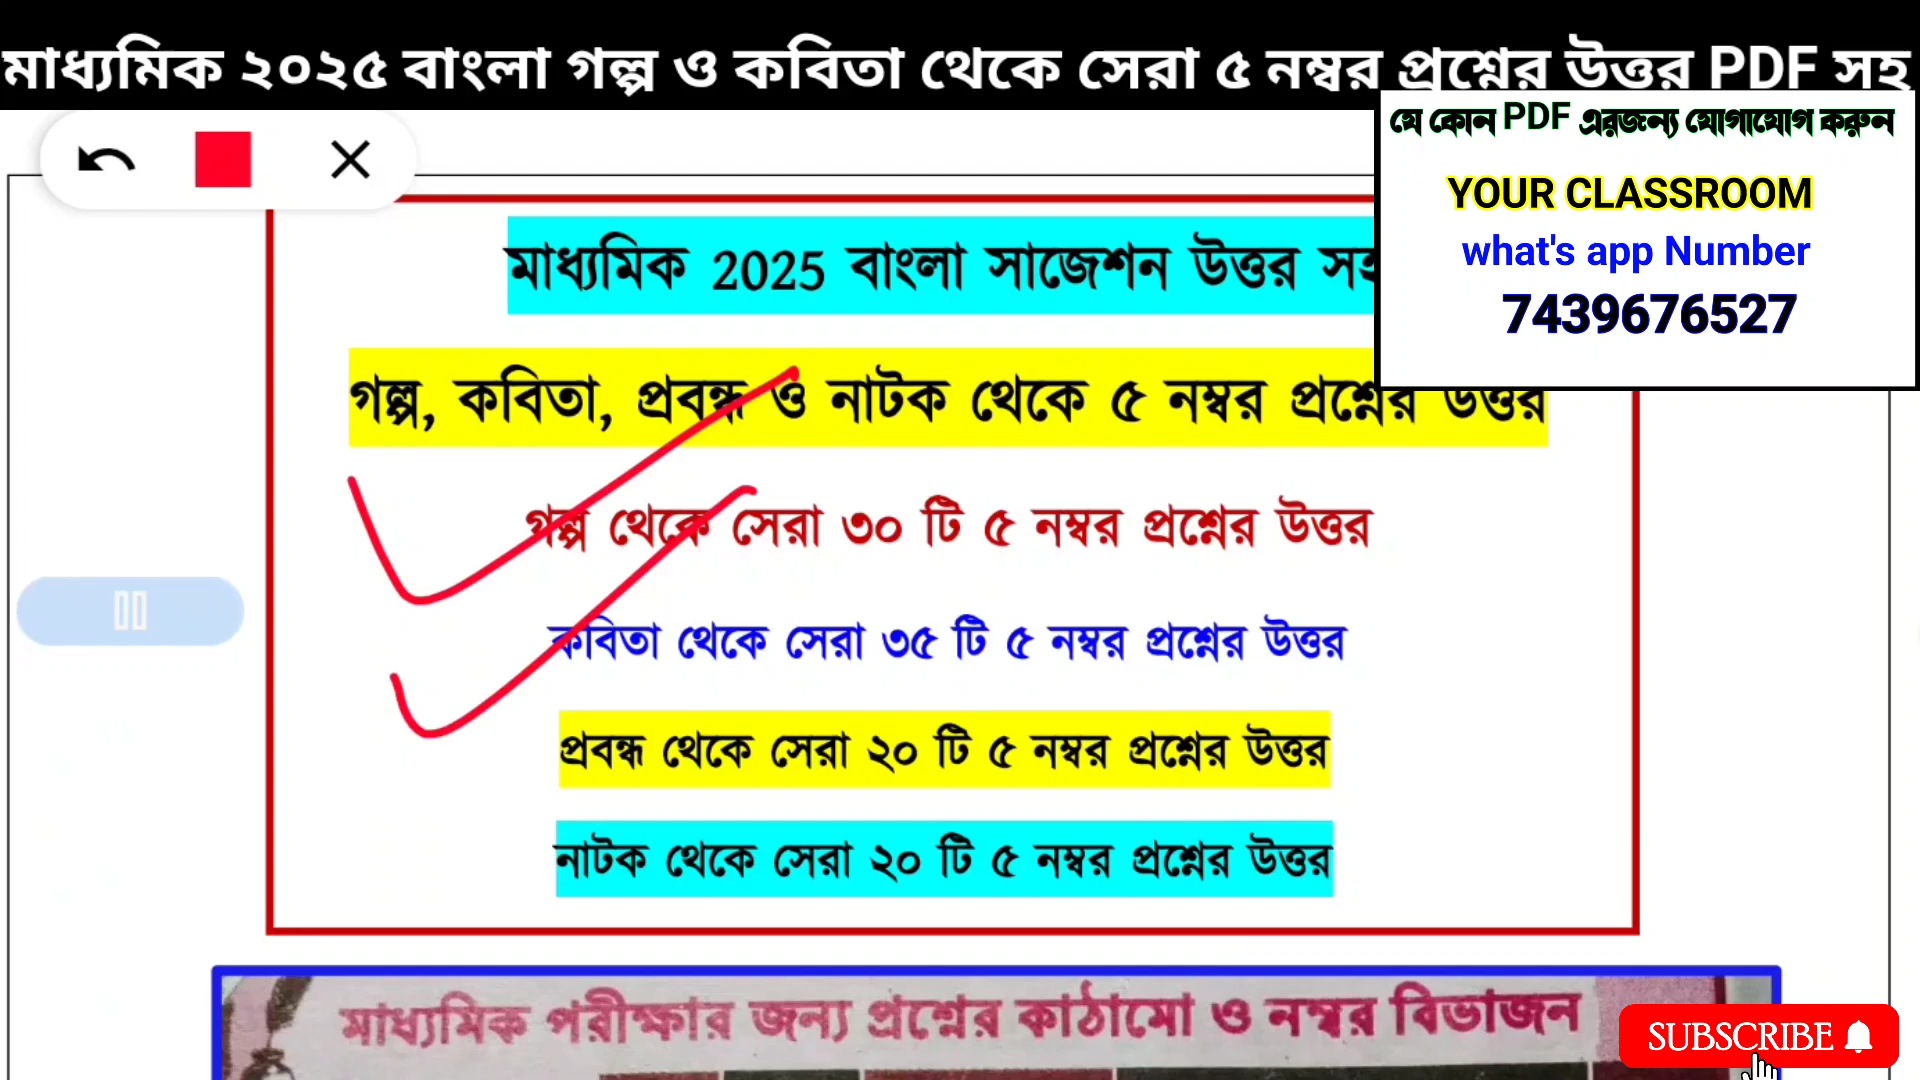 মাধ্যমিক ২০২৫ বাংলা গল্প ও কবিতা থেকে সেরা ৫ নম্বর প্রশ্নের উত্তর PDF সহ
যে কোন PDF এরজন্য যোগাযোগ করুন
YOUR CLASSROOM
what's app Number
7439676527
মাধ্যমিক 2025 বাংলা সাজেশন উত্তর সহ
গল্প, কবিতা, প্রবন্ধ ও নাটক থেকে ৫ নম্বর প্রশ্নের উত্তর
গল্প থেকে সেরা ৩০ টি ৫ নম্বর প্রশ্নের উত্তর
কবিতা থেকে সেরা ৩৫ টি ৫ নম্বর প্রশ্নের উত্তর
প্রবন্ধ থেকে সেরা ২০ টি ৫ নম্বর প্রশ্নের উত্তর
নাটক থেকে সেরা ২০ টি ৫ নম্বর প্রশ্নের উত্তর
মাধ্যমিক পরীক্ষার জন্য প্রশ্নের কাঠামো ও নম্বর বিভাজন
SUBSCRIBE